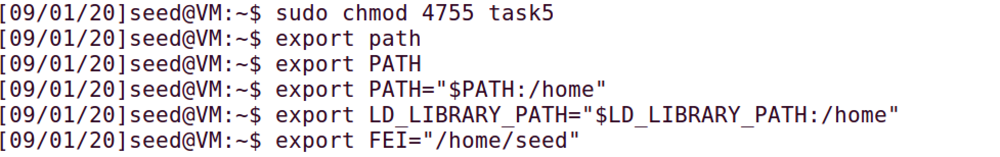 [09/01/20]seed@VM:~$ sudo chmod 4755 task5
[09/01/20]seed@VM:~$ export path
[09/01/20]seed@VM:~$ export PATH
[09/01/20]seed@VM:~$ export PATH="$PATH:/home"
[09/01/20]seed@VM:~$ export LD_LIBRARY_PATH="$LD_LIBRARY_PATH:/home"
[09/01/20]seed@VM:~$ export FEI="/home/seed"